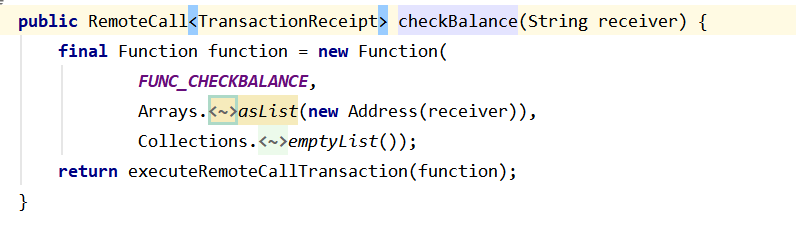 public RemoteCall<TransactionReceipt> checkBalance(String receiver) {
final Function function = new Function(
FUNC_CHECKBALANCE,
Arrays.<~>asList(new Address(receiver)),
Collections.<~>emptyList());
return executeRemoteCallTransaction(function);
}